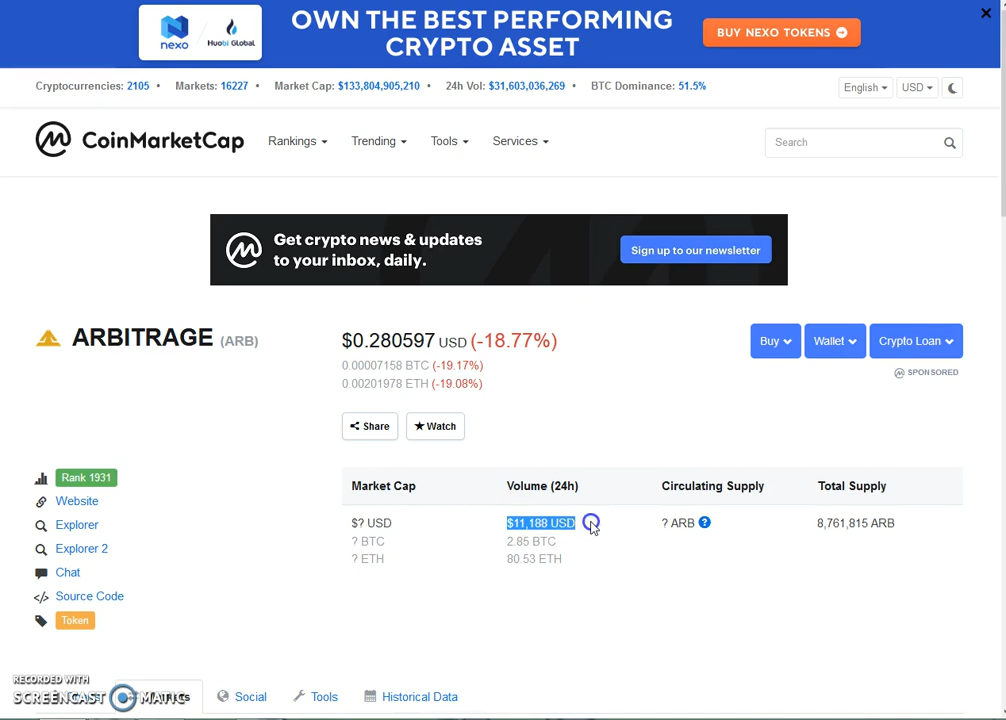 nexo
Huobi Global
OWN THE BEST PERFORMING
CRYPTO ASSET
BUY NEXO TOKENS
Cryptocurrencies: 2105 • Markets: 16227 • Market Cap: $133,804,905,210 • 24h Vol: $31,603,036,269 • BTC Dominance: 51.5%
English
USD
CoinMarketCap
Rankings
Trending
Tools
Services
Search
Get crypto news & updates
to your inbox, daily.
Sign up to our newsletter
ARBITRAGE (ARB)
$0.280597 USD (-18.77%)
0.00007158 BTC (-19.17%)
0.00201978 ETH (-19.08%)
Buy
Wallet
Crypto Loan
SPONSORED
Share
Watch
Rank 1931
Website
Explorer
Explorer 2
Chat
Source Code
Token
Market Cap Volume (24h) Circulating Supply Total Supply
$? USD $11,188 USD ? ARB ? 8,761,815 ARB
? BTC 2.85 BTC
? ETH 80.53 ETH
RECORDED WITH
SCREENCAST MATIC
Social
Tools
Historical Data